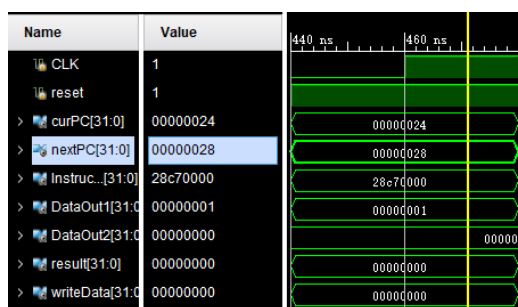 Name Value 440 ns 460 ns
CLK 1
reset 1
curPC[31:0] 00000024 00000024
nextPC[31:0] 00000028 00000028
Instruc...[31:0] 28c70000 28c70000
DataOut1[31:0 00000001 00000001
DataOut2[31:0 00000000 00000
result[31:0] 00000000 00000000
writeData[31:0 00000000 00000000